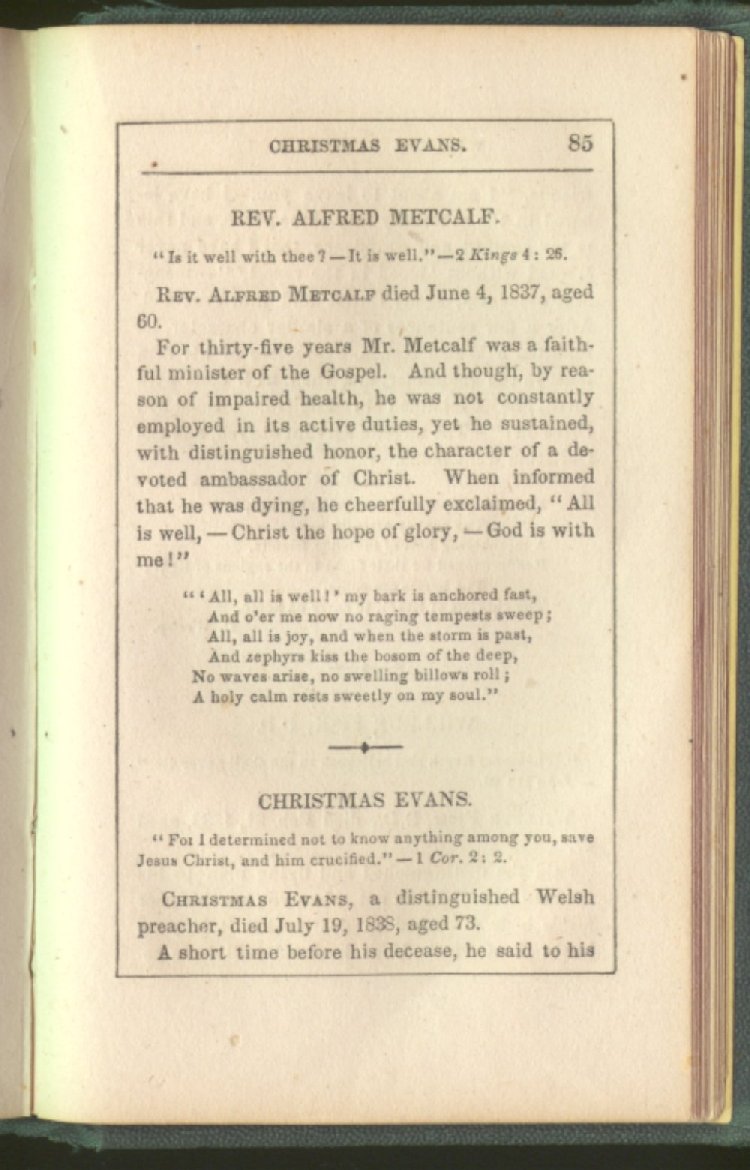 CHRISTMAS EVANS. 85
REV. ALFRED METCALF.
“Is it well with thee?—It is well.”—2 Kings 4: 26.
REV. ALFRED METCALF died June 4, 1837, aged
60.
For thirty-five years Mr. Metcalf was a faith-
ful minister of the Gospel. And though, by rea-
son of impaired health, he was not constantly
employed in its active duties, yet he sustained,
with distinguished honor, the character of a de-
voted ambassador of Christ. When informed
that he was dying, he cheerfully exclaimed, “All
is well,—Christ the hope of glory,—God is with
me!”
“‘All, all is well!’ my bark is anchored fast,
And o’er me now no raging tempests sweep;
All, all is joy, and when the storm is past,
And zephyrs kiss the bosom of the deep,
No waves arise, no swelling billows roll;
A holy calm rests sweetly on my soul.”
CHRISTMAS EVANS.
“For I determined not to know anything among you, save
Jesus Christ, and him crucified.”—1 Cor. 2: 2.
CHRISTMAS EVANS, a distinguished Welsh
preacher, died July 19, 1838, aged 73.
A short time before his decease, he said to his